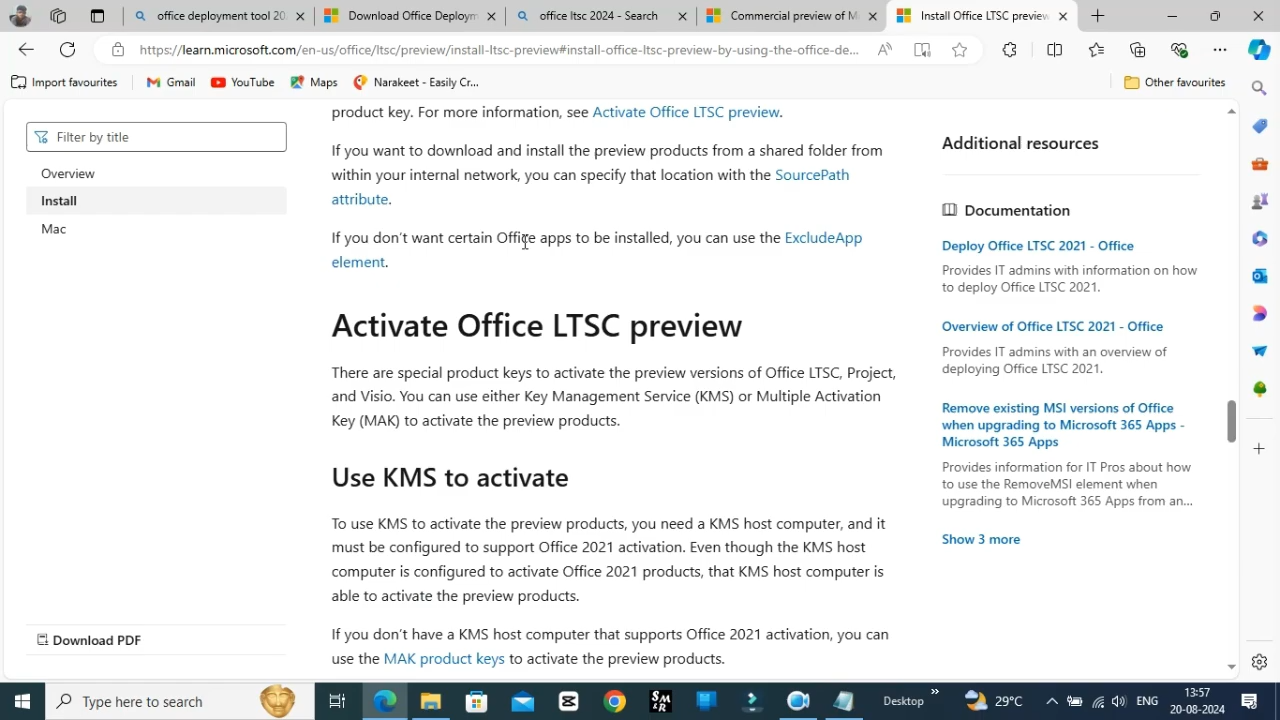 office deployment tool 20
Download Office Deploym
office ltsc 2024 - Search
Commercial preview of M
Install Office LTSC preview
https://learn.microsoft.com/en-us/office/ltsc/preview/install-ltsc-preview#install-office-ltsc-preview-by-using-the-office-de...
Import favourites
Gmail
YouTube
Maps
Narakeet - Easily Cr...
Other favourites
Filter by title
Overview
Install
Mac
Download PDF
product key. For more information, see Activate Office LTSC preview.
If you want to download and install the preview products from a shared folder from
within your internal network, you can specify that location with the SourcePath
attribute.
If you don't want certain Office apps to be installed, you can use the ExcludeApp
element.
Activate Office LTSC preview
There are special product keys to activate the preview versions of Office LTSC, Project,
and Visio. You can use either Key Management Service (KMS) or Multiple Activation
Key (MAK) to activate the preview products.
Use KMS to activate
To use KMS to activate the preview products, you need a KMS host computer, and it
must be configured to support Office 2021 activation. Even though the KMS host
computer is configured to activate Office 2021 products, that KMS host computer is
able to activate the preview products.
If you don't have a KMS host computer that supports Office 2021 activation, you can
use the MAK product keys to activate the preview products.
Additional resources
Documentation
Deploy Office LTSC 2021 - Office
Provides IT admins with information on how
to deploy Office LTSC 2021.
Overview of Office LTSC 2021 - Office
Provides IT admins with an overview of
deploying Office LTSC 2021.
Remove existing MSI versions of Office
when upgrading to Microsoft 365 Apps -
Microsoft 365 Apps
Provides information for IT Pros about how
to use the RemoveMSI element when
upgrading to Microsoft 365 Apps from an...
Show 3 more
Type here to search
Desktop
29°C
ENG
13:57
20-08-2024